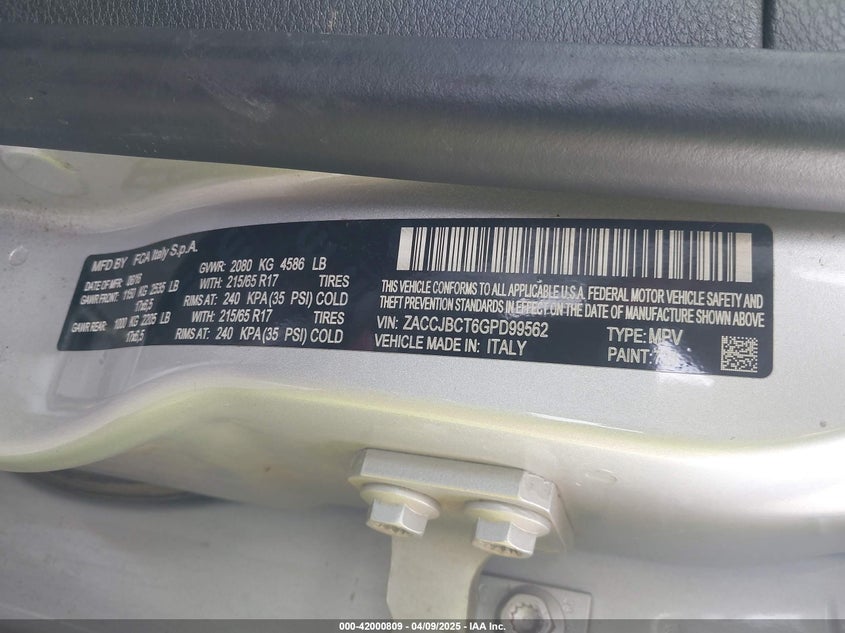 MFD BY FCA Italy S.p.A.
DATE OF MFR 08/16
GAWR FRONT: 1150 KG 2535 LB
17x6.5
GAWR REAR: 1000 KG 2205 LB
17x6.5
GVWR: 2080 KG 4586 LB
WITH: 215/65 R17 TIRES
RIMS AT: 240 KPA (35 PSI) COLD
WITH: 215/65 R17 TIRES
RIMS AT: 240 KPA (35 PSI) COLD
THIS VEHICLE CONFORMS TO ALL APPLICABLE U.S.A. FEDERAL MOTOR VEHICLE SAFETY AND
THEFT PREVENTION STANDARDS IN EFFECT ON THE DATE OF MANUFACTURE SHOWN ABOVE
VIN: ZACCJBCT6GPD99562 TYPE: MPV
VEHICLE MADE IN: ITALY PAINT:
000-42000809 / 04/09/2025 / IAA Inc.